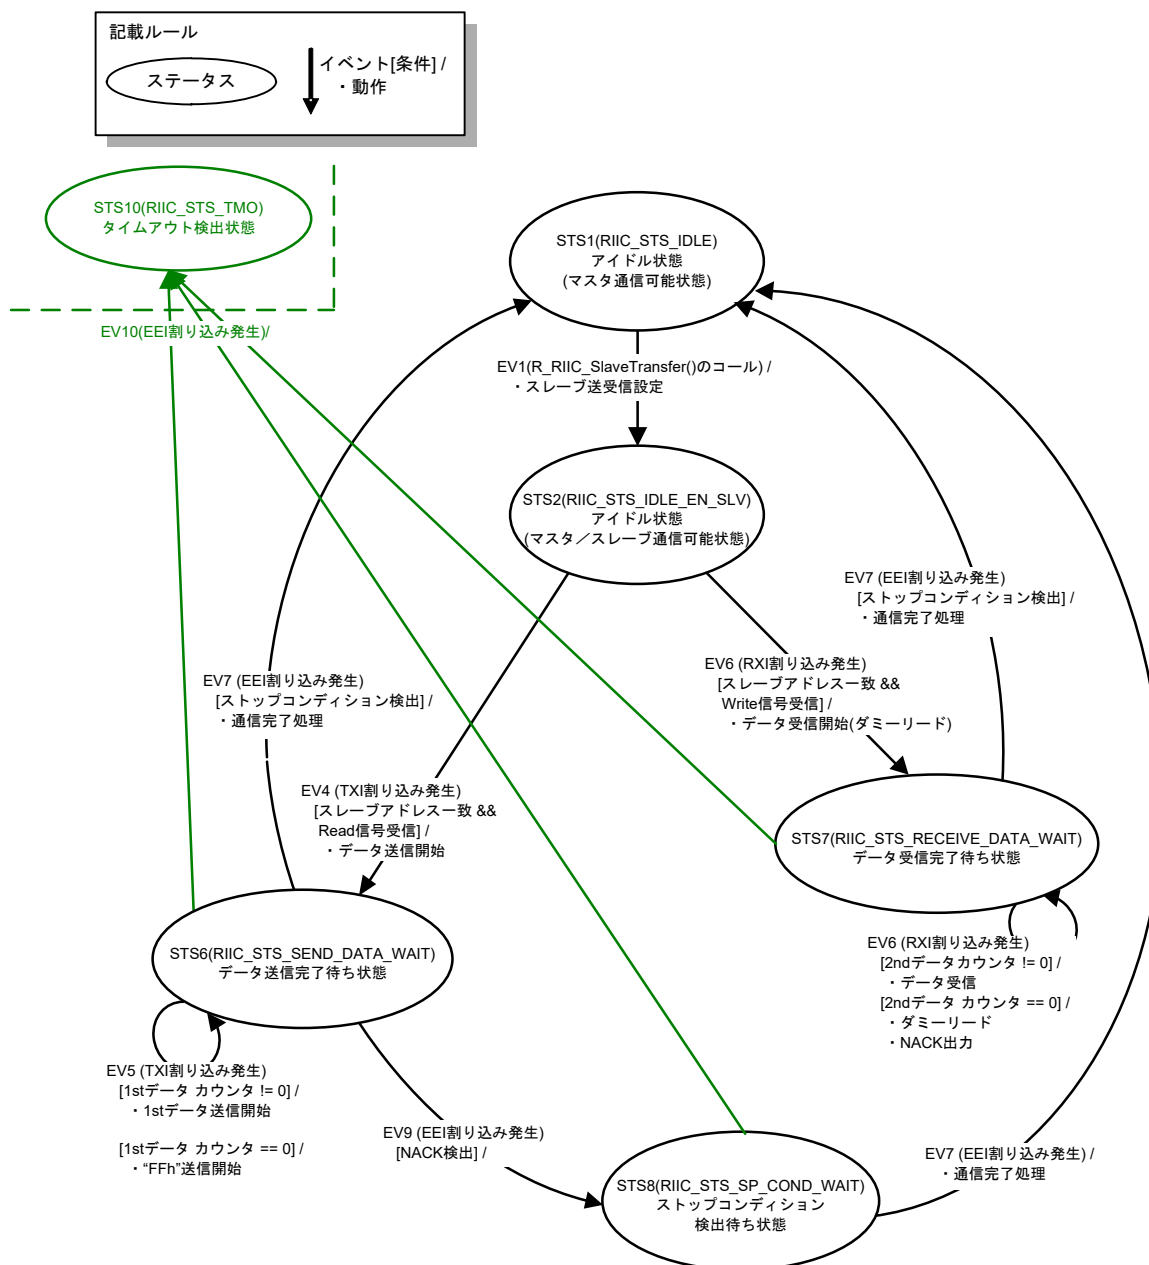 記載ルール
ステータス
イベント[条件] /
・動作
STS10(RIIC_STS_TMO)
タイムアウト検出状態
STS1(RIIC_STS_IDLE)
アイドル状態
(マスタ通信可能状態)
EV10(EEI割り込み発生)/
EV1(R_RIIC_SlaveTransfer()のコール) /
・スレーブ送受信設定
STS2(RIIC_STS_IDLE_EN_SLV)
アイドル状態
(マスタ／スレーブ通信可能状態)
EV7 (EEI割り込み発生)
[ストップコンディション検出] /
・通信完了処理
EV6 (RXI割り込み発生)
[スレーブアドレス一致 &&
Write信号受信] /
・データ受信開始(ダミーリード)
EV7 (EEI割り込み発生)
[ストップコンディション検出] /
・通信完了処理
EV4 (TXI割り込み発生)
[スレーブアドレス一致 &&
Read信号受信] /
・データ送信開始
STS7(RIIC_STS_RECEIVE_DATA_WAIT)
データ受信完了待ち状態
STS6(RIIC_STS_SEND_DATA_WAIT)
データ送信完了待ち状態
EV6 (RXI割り込み発生)
[2ndデータカウンタ != 0] /
・データ受信
[2ndデータ カウンタ == 0] /
・ダミーリード
・NACK出力
EV5 (TXI割り込み発生)
[1stデータ カウンタ != 0] /
・1stデータ送信開始
[1stデータ カウンタ == 0] /
・“FFh”送信開始
EV9 (EEI割り込み発生)
[NACK検出] /
EV7 (EEI割り込み発生) /
・通信完了処理
STS8(RIIC_STS_SP_COND_WAIT)
ストップコンディション
検出待ち状態